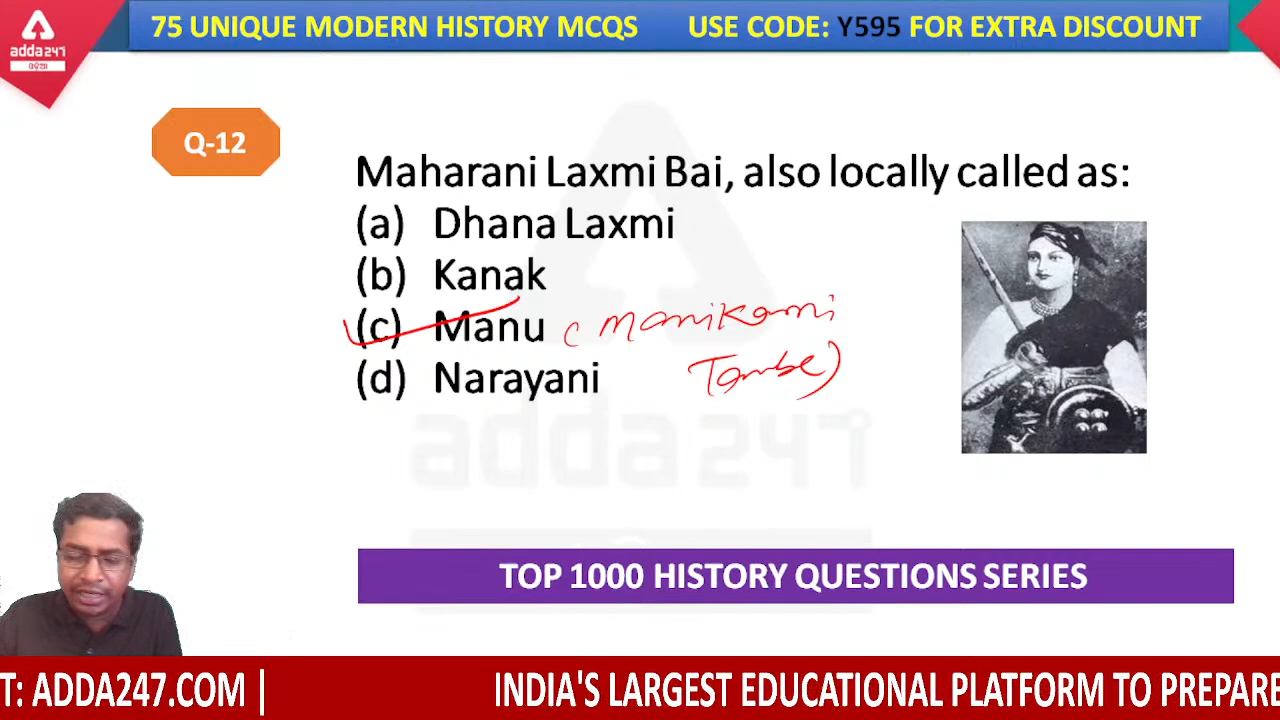 75 UNIQUE MODERN HISTORY MCQS USE CODE: Y595 FOR EXTRA DISCOUNT
adda247
ଓଡ଼ିଆ
Q-12
Maharani Laxmi Bai, also locally called as:
(a) Dhana Laxmi
(b) Kanak
(c) Manu ( Manikarni
(d) Narayani Tambe)
adda247
TOP 1000 HISTORY QUESTIONS SERIES
T: ADDA247.COM | INDIA'S LARGEST EDUCATIONAL PLATFORM TO PREPARE